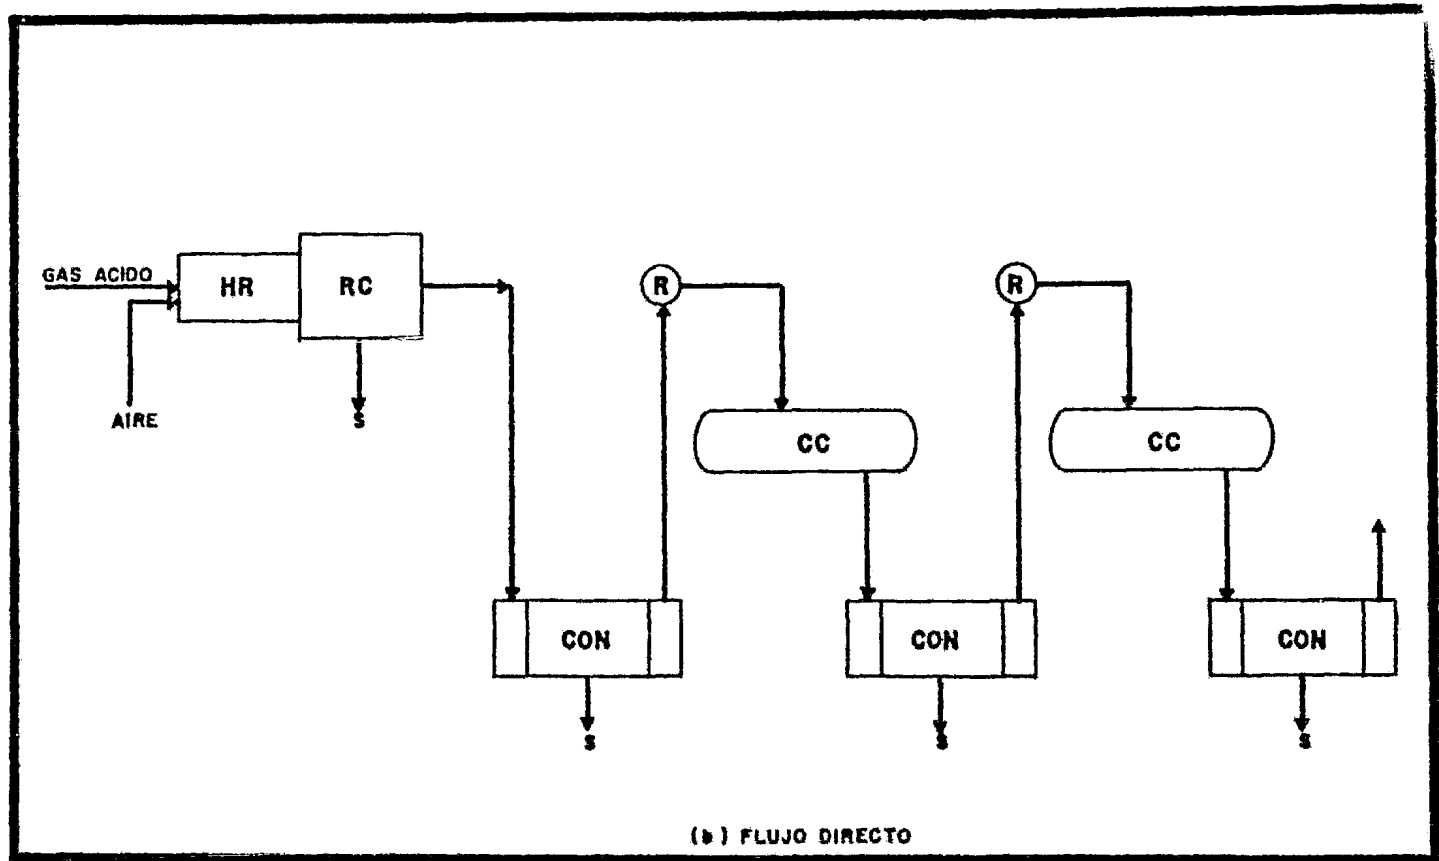 GAS ACIDO
HR
RC
R
R
AIRE
S
CC
CC
CON
CON
CON
S
S
S
(b) FLUJO DIRECTO